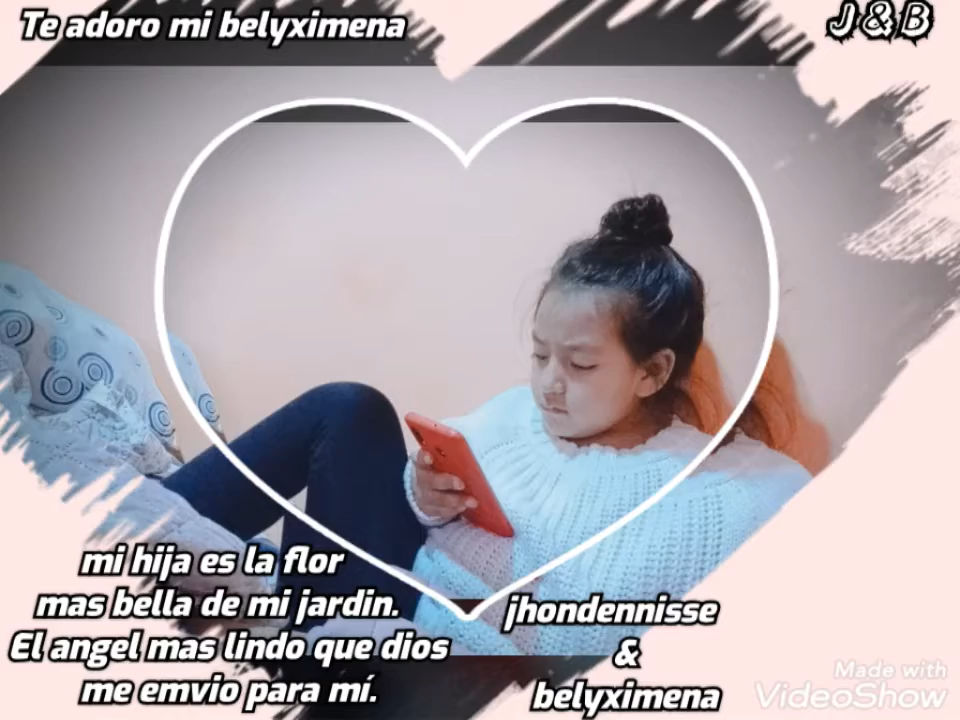 Te adoro mi belyximena
J & B
mi hija es la flor
mas bella de mi jardin.
El angel mas lindo que dios
me emvio para mí.
jhondennisse
&
belyximena
Made with
VideoShow